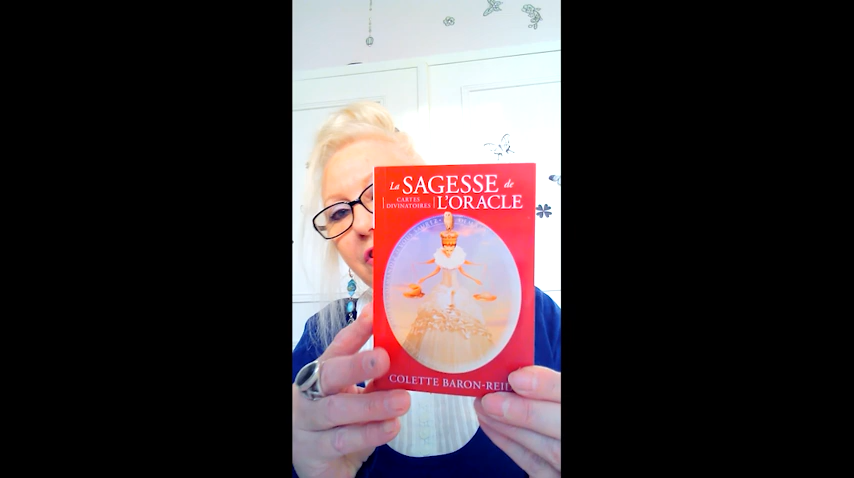 La SAGESSE de
CARTES
DIVINATOIRES
L'ORACLE
COLETTE BARON-REI